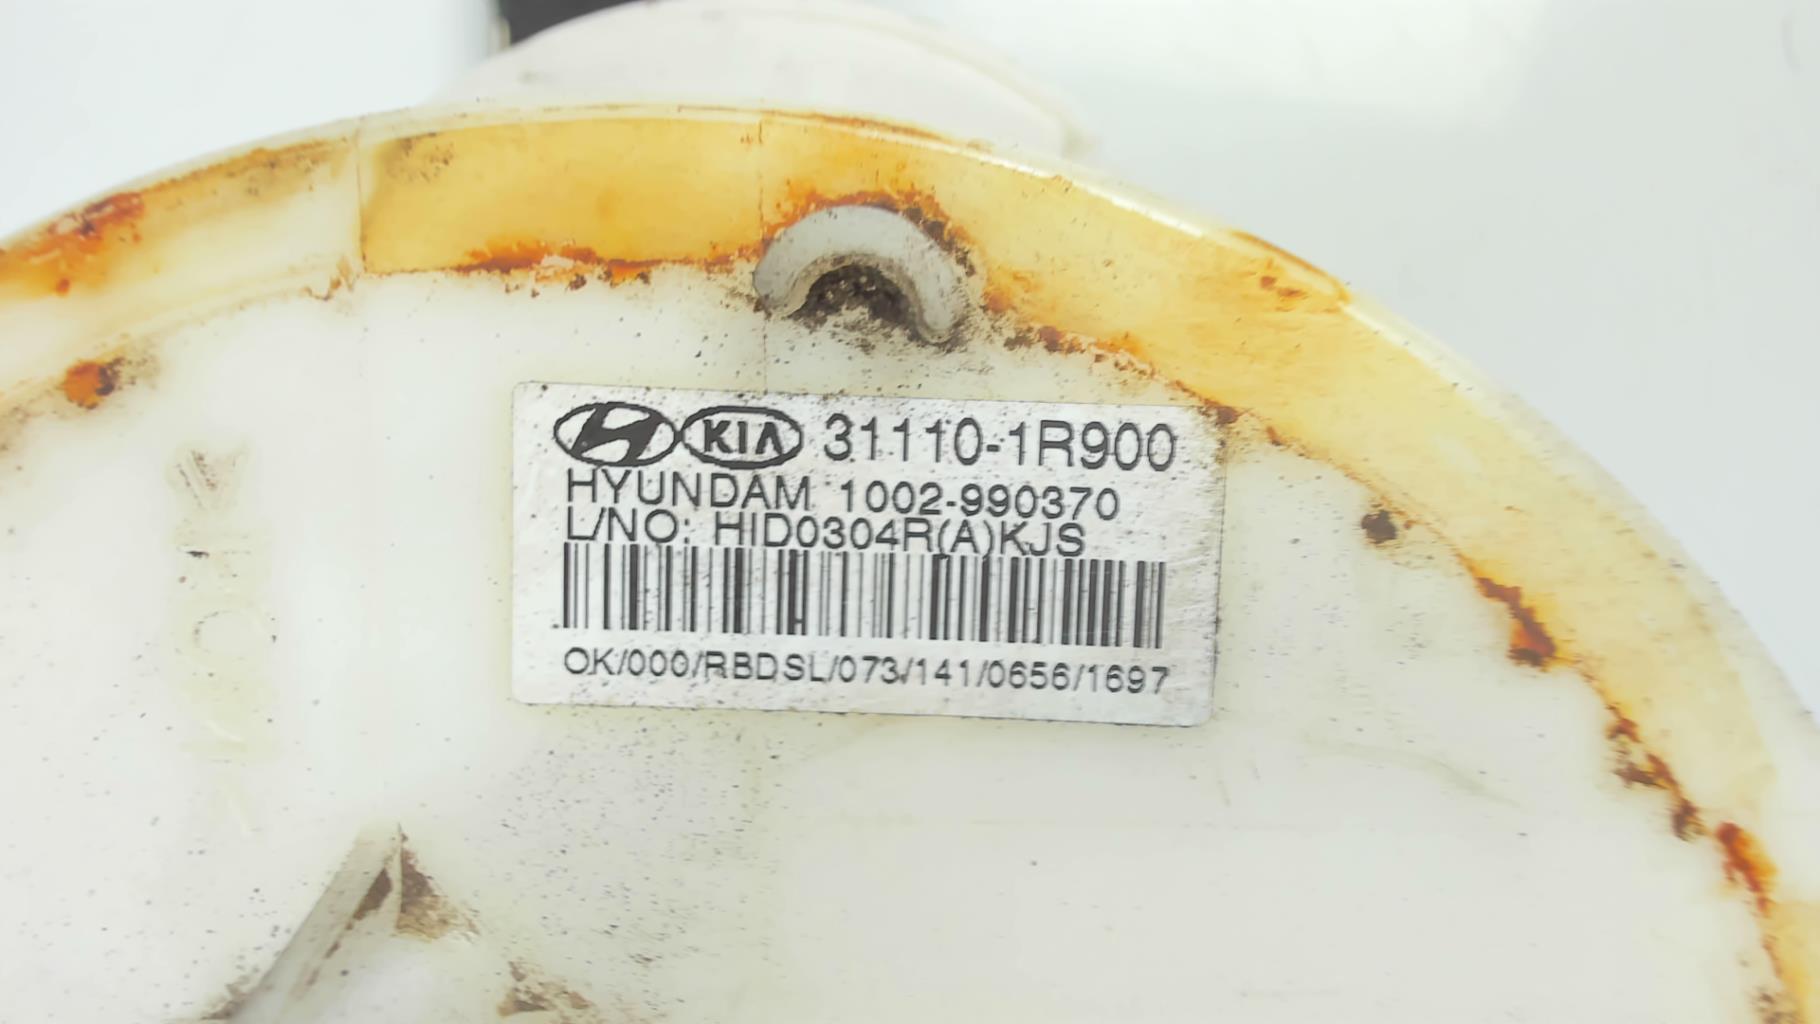 KIA 31110-1R900
HYUNDAM 1002-990370
L/NO: HID0304R(A)KJS
OK/000/RBDSL/073/141/0656/1697